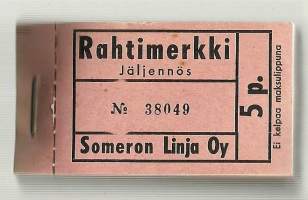 Rahtimerkki
Jäljennös
№ 38049
Someron Linja Oy
5 p.
Ei kelpaa maksulippuna